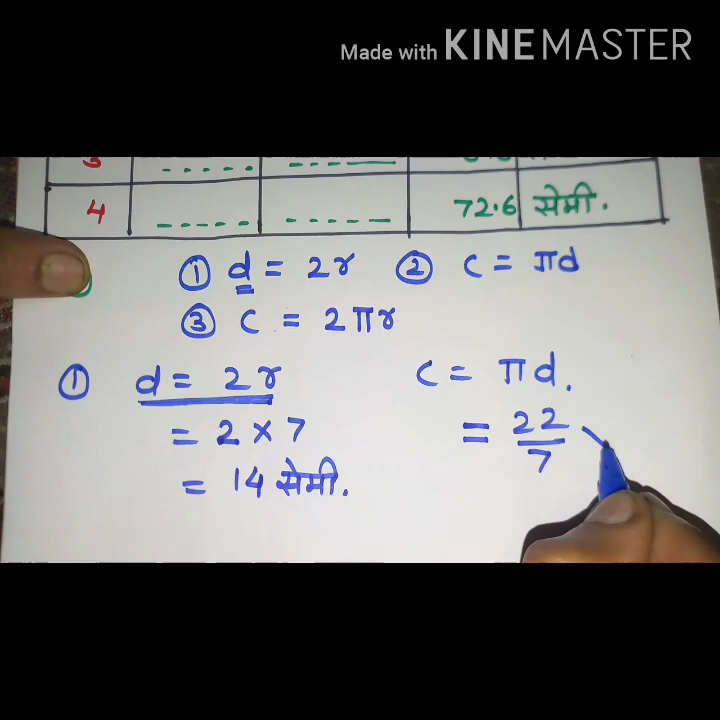 Made with KINEMASTER
3 ..... -----
4 ----- ----- 72.6 सेमी.
① d = 2r ② c = πd
③ c = 2πr
① d = 2r c = πd.
= 2 × 7 = 22/7
= 14 सेमी.